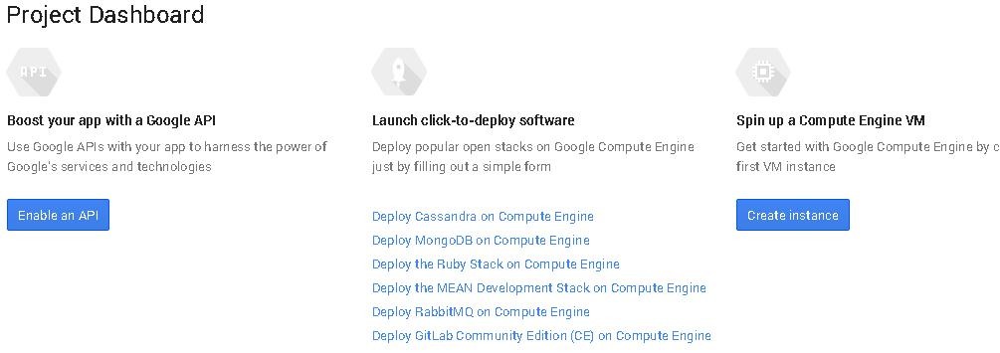 Project Dashboard
API
Boost your app with a Google API
Use Google APIs with your app to harness the power of
Google's services and technologies
Enable an API
Launch click-to-deploy software
Deploy popular open stacks on Google Compute Engine
just by filling out a simple form
Deploy Cassandra on Compute Engine
Deploy MongoDB on Compute Engine
Deploy the Ruby Stack on Compute Engine
Deploy the MEAN Development Stack on Compute Engine
Deploy RabbitMQ on Compute Engine
Deploy GitLab Community Edition (CE) on Compute Engine
Spin up a Compute Engine VM
Get started with Google Compute Engine by c
first VM instance
Create instance